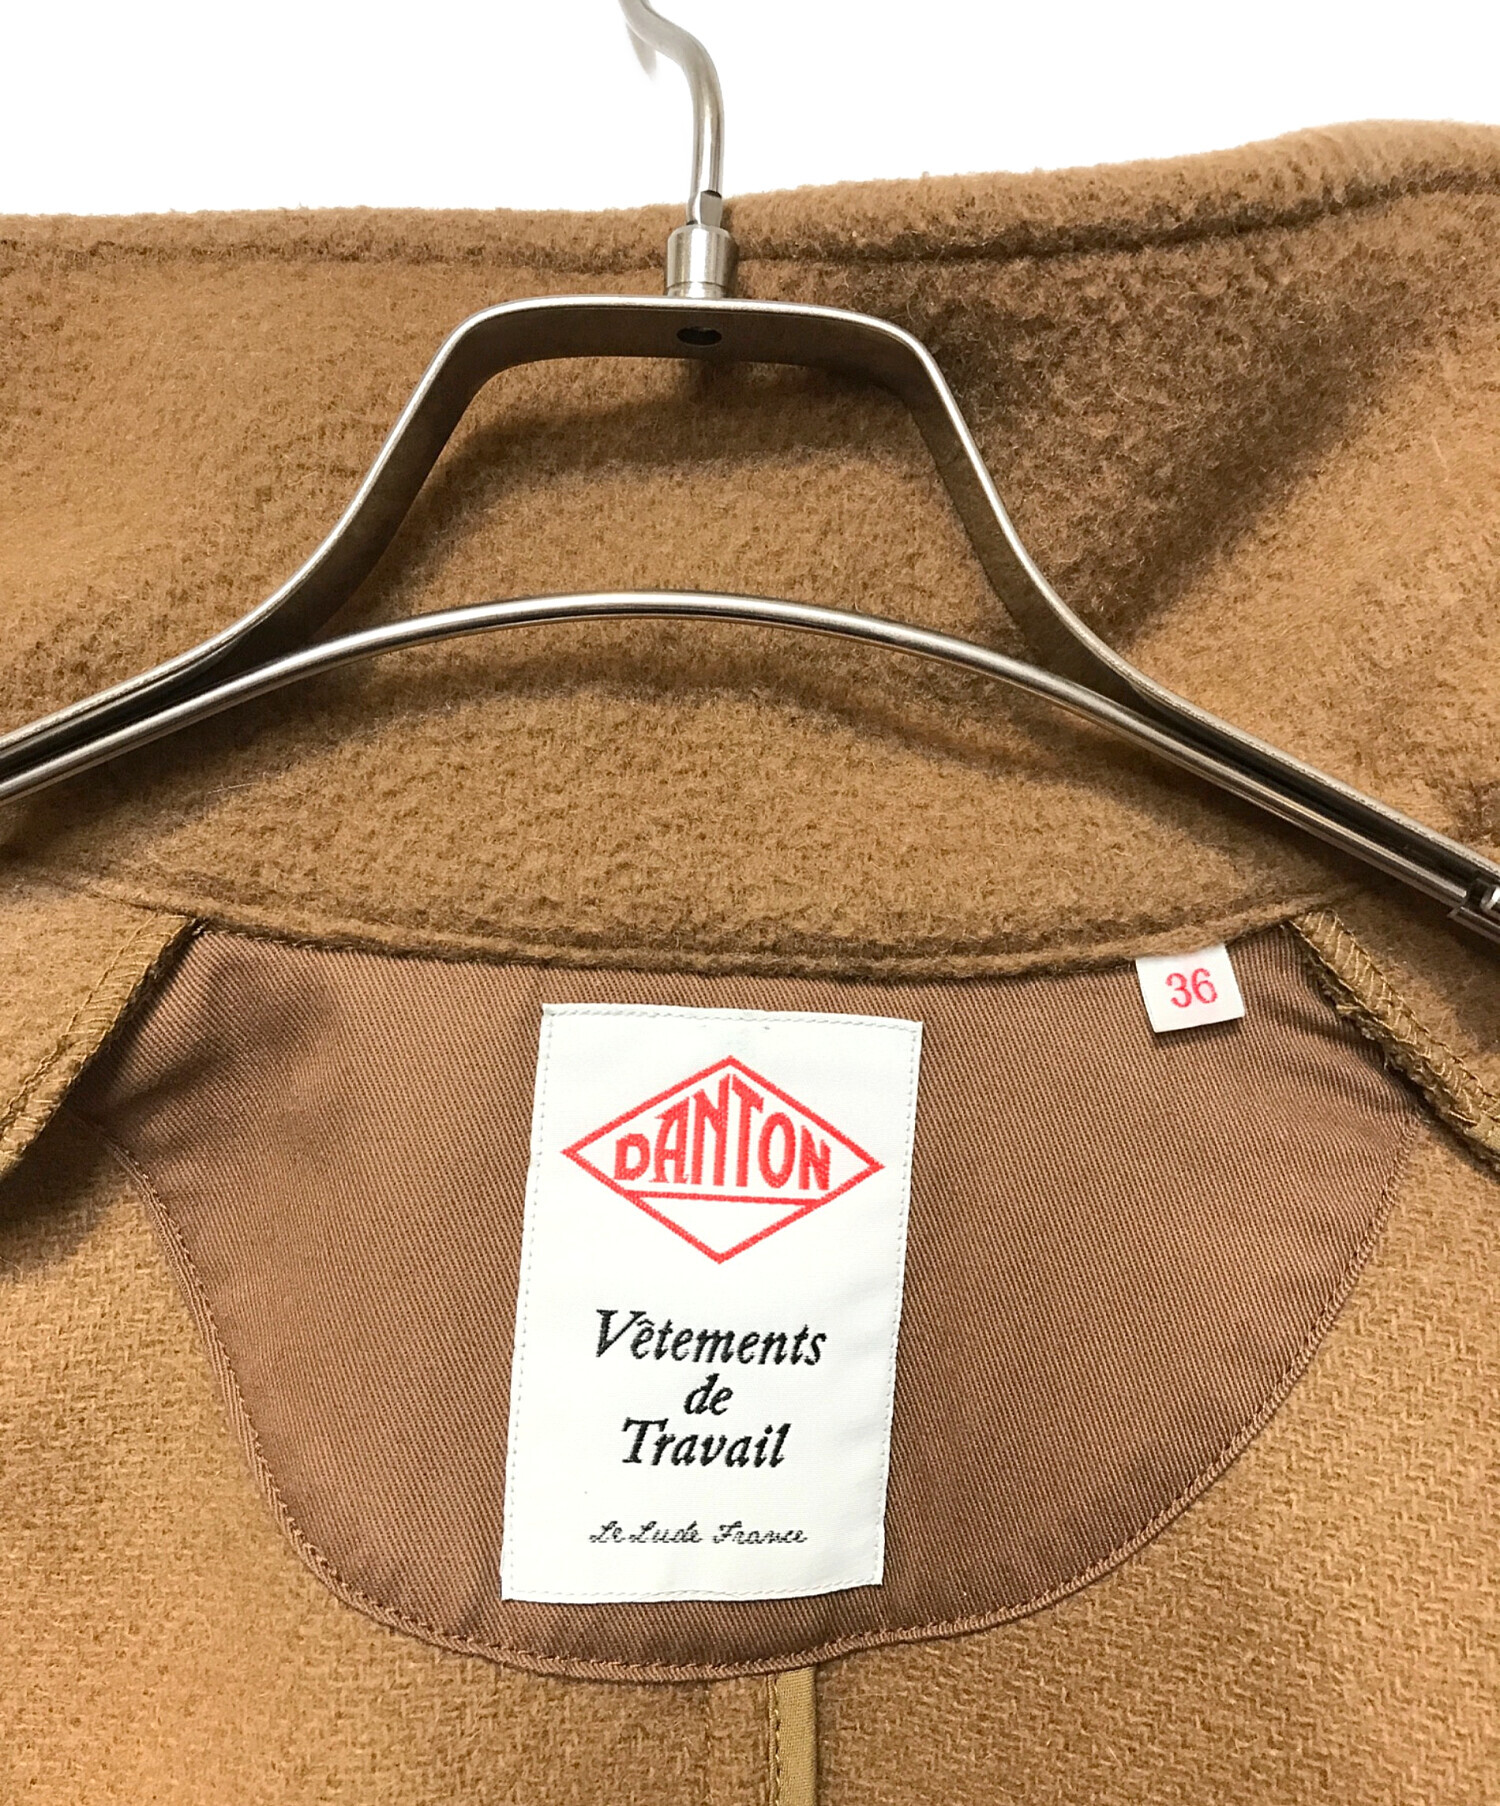 36
DANTON
Vêtements
de
Travail
Le Lude France